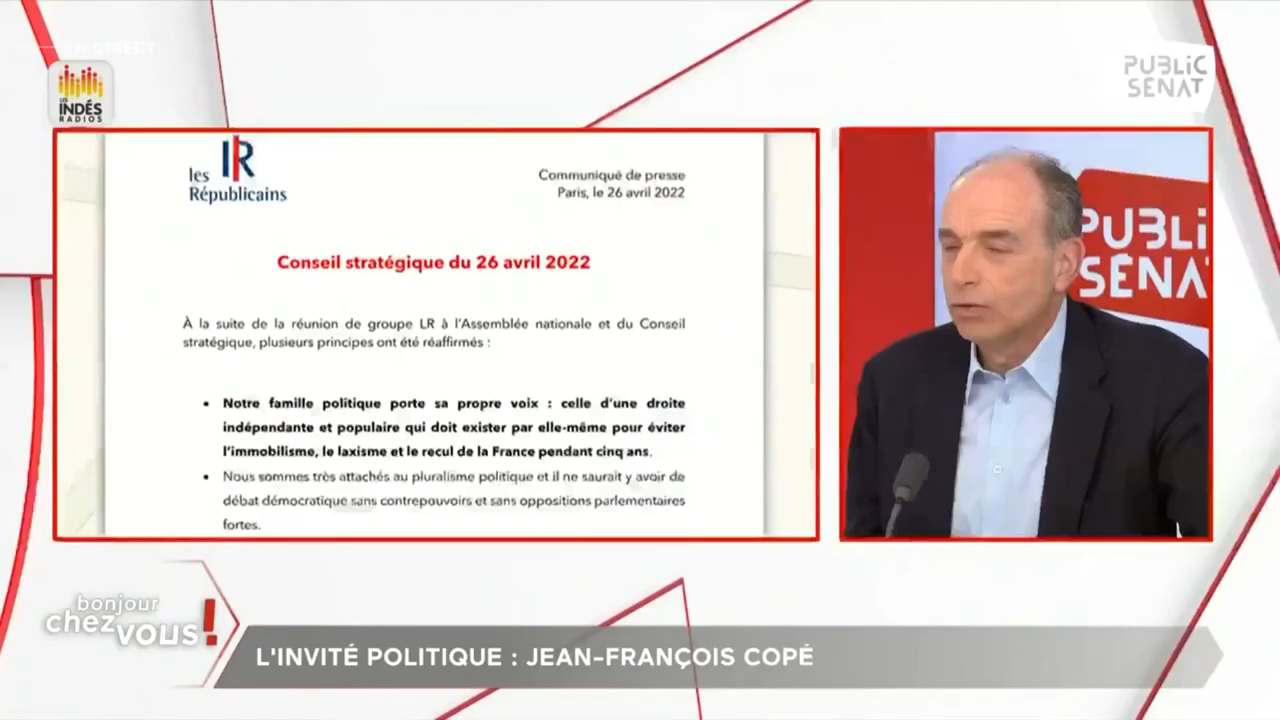 EN DIRECT
LES
INDÉS
RADIOS
PUBLIC
SÉNAT
les
Républicains
LR
Communiqué de presse
Paris, le 26 avril 2022
Conseil stratégique du 26 avril 2022
À la suite de la réunion de groupe LR à l'Assemblée nationale et du Conseil
stratégique, plusieurs principes ont été réaffirmés :
• Notre famille politique porte sa propre voix : celle d'une droite
indépendante et populaire qui doit exister par elle-même pour éviter
l'immobilisme, le laxisme et le recul de la France pendant cinq ans.
• Nous sommes très attachés au pluralisme politique et il ne saurait y avoir de
débat démocratique sans contrepouvoirs et sans oppositions parlementaires
fortes.
PUBLI
SÉNA
bonjour
chez vous!
L'INVITÉ POLITIQUE : JEAN-FRANÇOIS COPÉ